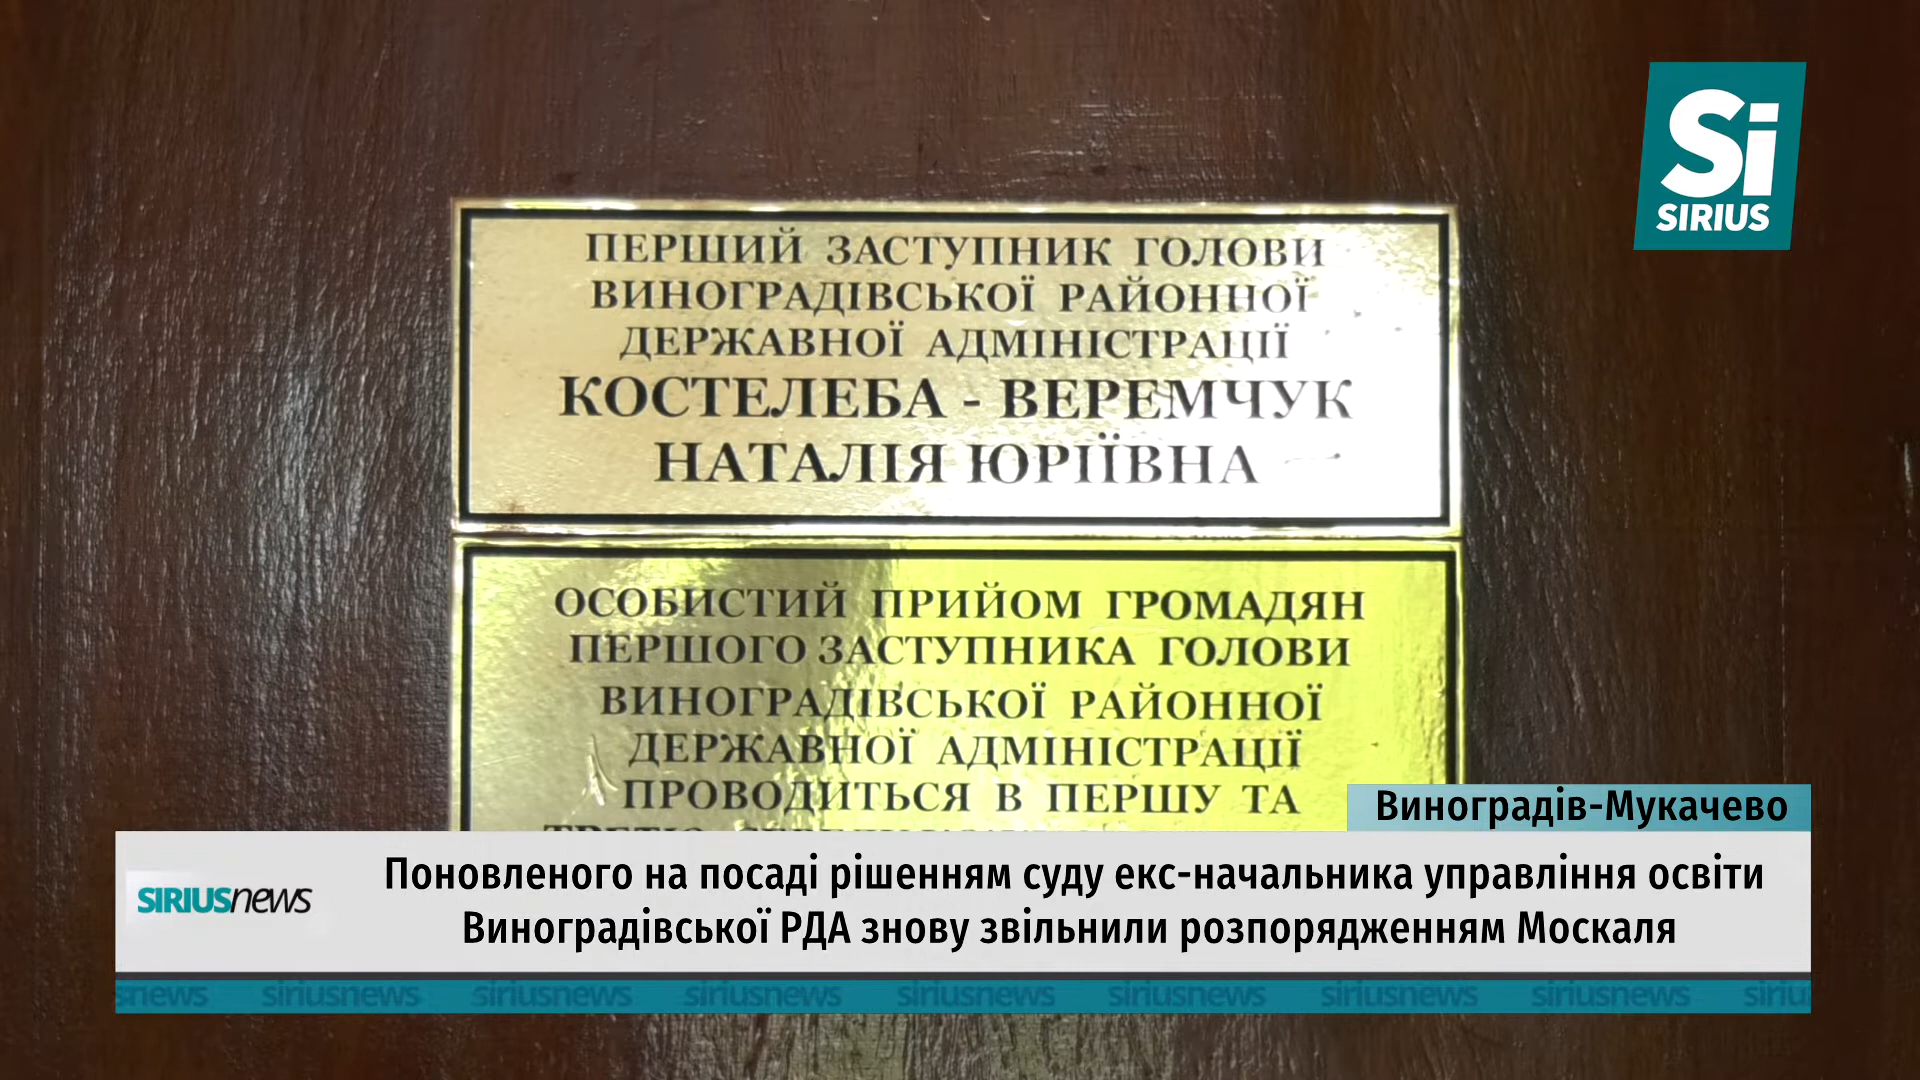 Si
SIRIUS
ПЕРШИЙ ЗАСТУПНИК ГОЛОВИ
ВИНОГРАДІВСЬКОЇ РАЙОННОЇ
ДЕРЖАВНОЇ АДМІНІСТРАЦІЇ
КОСТЕЛЕБА - ВЕРЕМЧУК
НАТАЛІЯ ЮРІЇВНА
ОСОБИСТИЙ ПРИЙОМ ГРОМАДЯН
ПЕРШОГО ЗАСТУПНИКА ГОЛОВИ
ВИНОГРАДІВСЬКОЇ РАЙОННОЇ
ДЕРЖАВНОЇ АДМІНІСТРАЦІЇ
ПРОВОДИТЬСЯ В ПЕРШУ ТА
Виноградів-Мукачево
SIRIUSnews
Поновленого на посаді рішенням суду екс-начальника управління освіти
Виноградівської РДА знову звільнили розпорядженням Москаля
snews siriusnews siriusnews siriusnews siriusnews siriusnews siriusnews siriusnews siriu